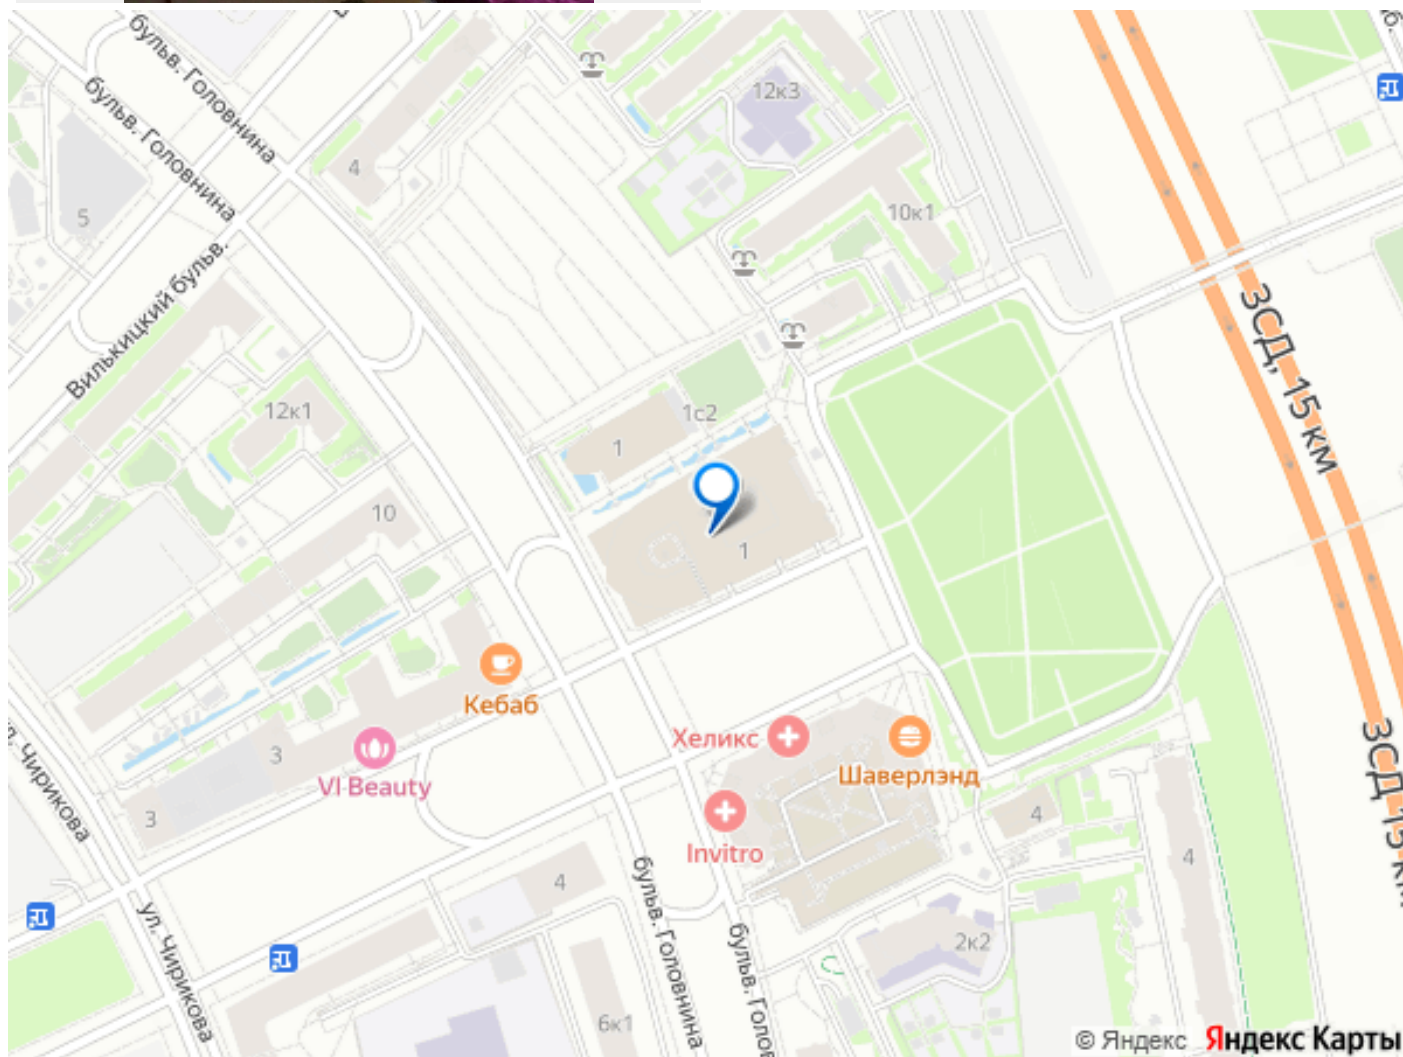 бульв. Головнина
бульв. Головнина
12к3
4
5
10к1
Вилькицкий бульв.
ЗСД, 15 км
12к1
1с2
1
10
1
Кебаб
Хеликс
Шаверлэнд
VI Beauty
3
3
Invitro
ул. Чирикова
4
4
4
бульв. Головнина
ул. Чирикова
2к2
6к1
ЗСД 15 км
© Яндекс Яндекс Карты